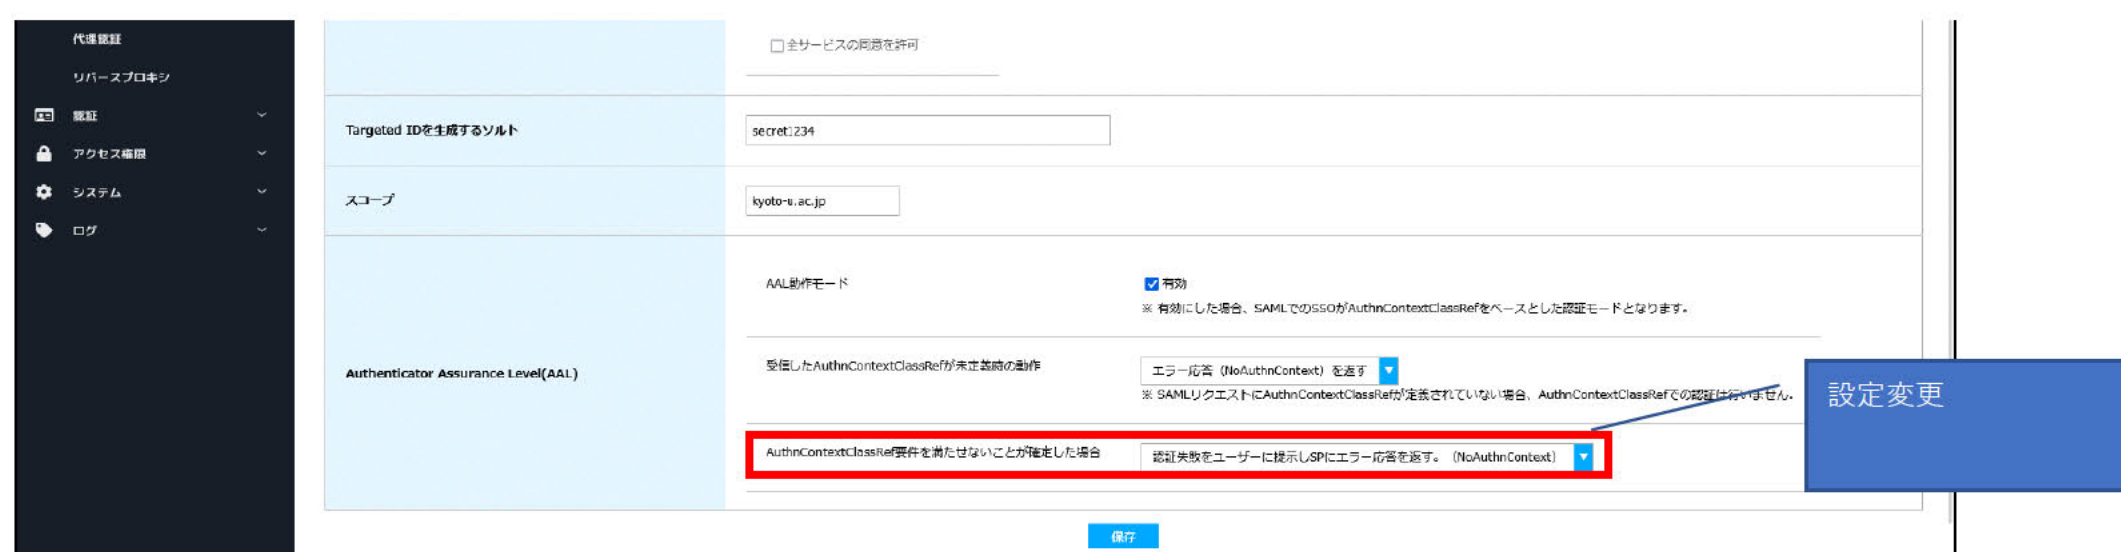 代理認証
リバースプロキシ
認証
アクセス権限
システム
ログ
全サービスの同意を許可
Targeted IDを生成するソルト
secret1234
スコープ
kyoto-u.ac.jp
Authenticator Assurance Level(AAL)
AAL動作モード
有効
※ 有効にした場合、SAMLでのSSOがAuthnContextClassRefをベースとした認証モードとなります。
受信したAuthnContextClassRefが未定義時の動作
エラー応答（NoAuthnContext）を返す
※ SAMLリクエストにAuthnContextClassRefが定義されていない場合、AuthnContextClassRefでの認証は行いません。
AuthnContextClassRef要件を満たせないことが確定した場合
認証失敗をユーザーに提示しSPにエラー応答を返す。（NoAuthnContext）
設定変更
保存